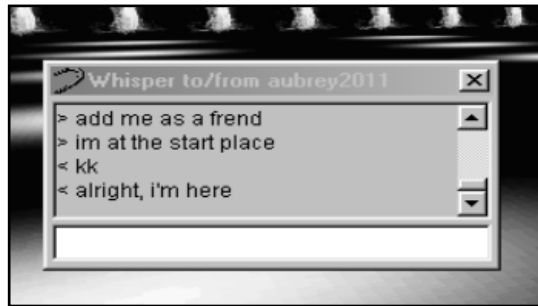 Whisper to/from aubrey2011
> add me as a frend
> im at the start place
< kk
< alright, i'm here